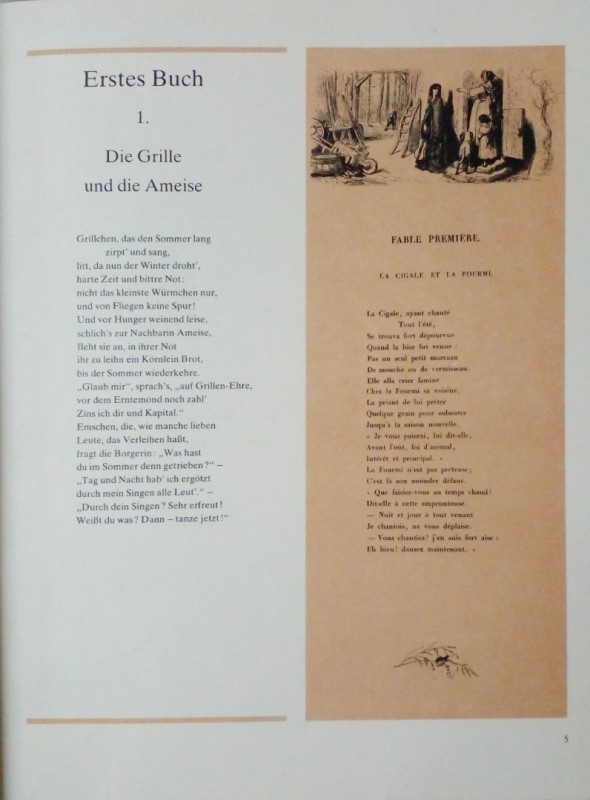 Erstes Buch
1.
Die Grille
und die Ameise
Grillchen, das den Sommer lang
zirpt' und sang,
litt, da nun der Winter droht',
harte Zeit und bittre Not:
nicht das kleinste Würmchen nur,
und von Fliegen keine Spur!
Und vor Hunger weinend leise,
schlich's zur Nachbarin Ameise,
fleht sie an, in ihrer Not
ihr zu leihn ein Körnlein Brot,
bis der Sommer wiederkehre.
„Glaub mir“, sprach's, „auf Grillen-Ehre,
vor dem Erntemond noch zahl'
Zins ich dir und Kapital.“
Emschen, die, wie manche lieben
Leute, das Verleihen haßt,
fragt die Borgerin: „Was hast
du im Sommer denn getrieben?“ –
„Tag und Nacht hab' ich ergötzt
durch mein Singen alle Leut'.“ –
„Durch dein Singen? Sehr erfreut!
Weißt du was? Dann – tanze jetzt!“
FABLE PREMIÈRE.
LA CIGALE ET LA FOURMI.
La Cigale, ayant chanté
Tout l'été,
Se trouva fort dépourvue
Quand la bise fut venue :
Pas un seul petit morceau
De mouche ou de vermisseau.
Elle alla crier famine
Chez la Fourmi sa voisine,
La priant de lui prêter
Quelque grain pour subsister
Jusqu'à la saison nouvelle.
« Je vous paierai, lui dit-elle,
Avant l'oût, foi d'animal,
Intérêt et principal. »
La Fourmi n'est pas prêteuse ;
C'est là son moindre défaut.
« Que faisiez-vous au temps chaud ?
Dit-elle à cette emprunteuse.
— Nuit et jour à tout venant
Je chantois, ne vous déplaise.
— Vous chantiez ! j'en suis fort aise :
Eh bien ! dansez maintenant. »
5